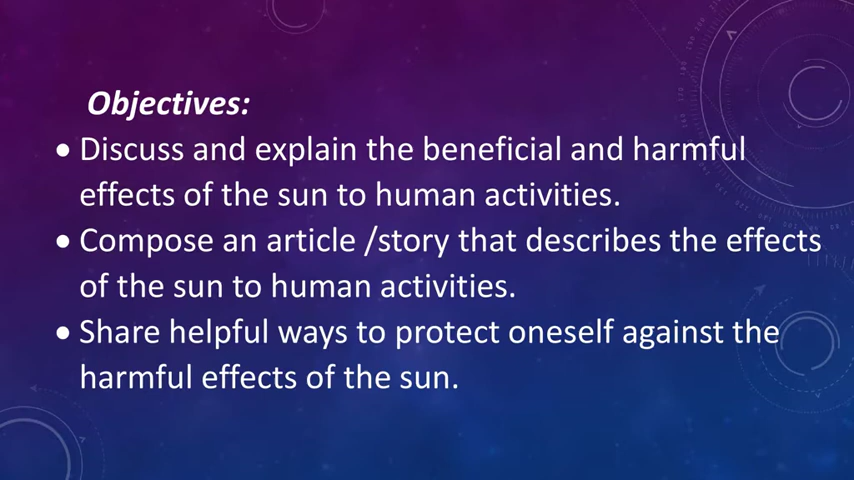 Objectives:
• Discuss and explain the beneficial and harmful
effects of the sun to human activities.
• Compose an article /story that describes the effects
of the sun to human activities.
• Share helpful ways to protect oneself against the
harmful effects of the sun.